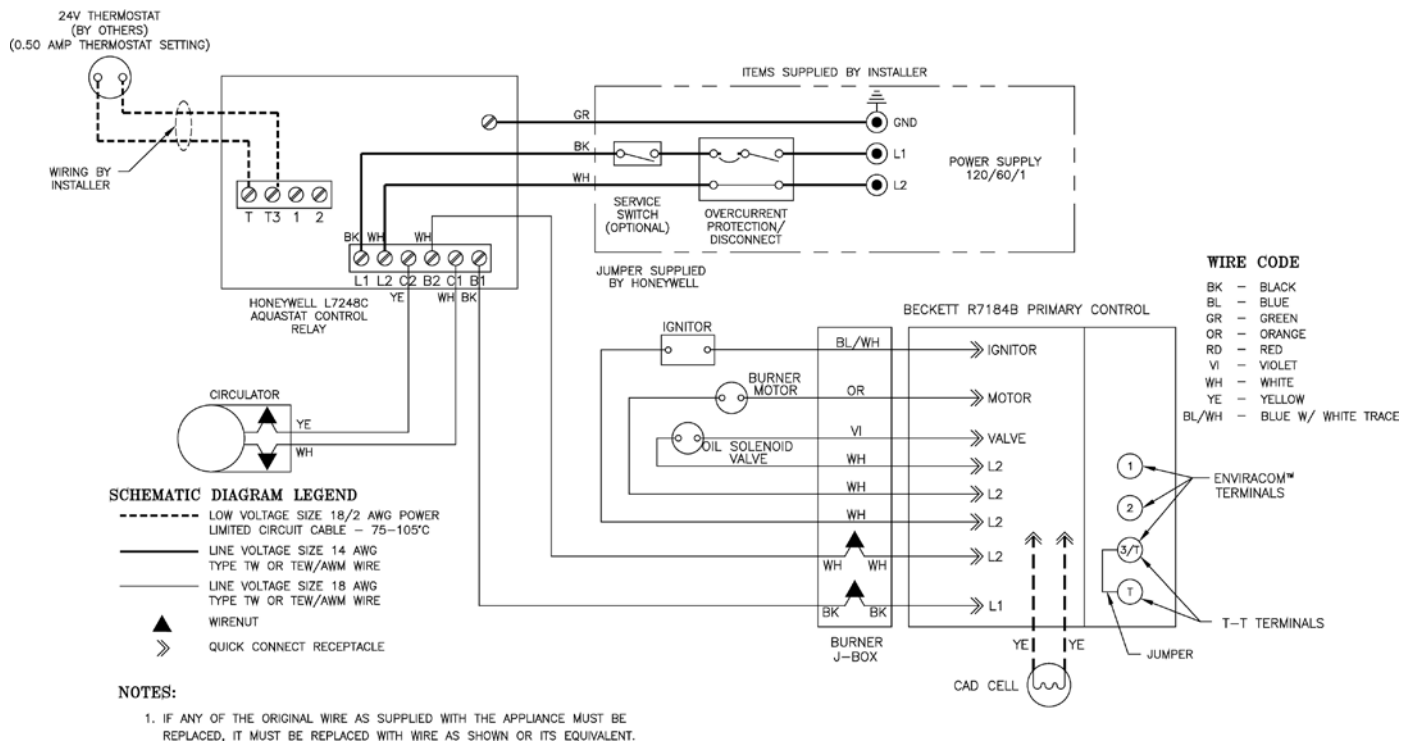 24V THERMOSTAT
(BY OTHERS)
(0.50 AMP THERMOSTAT SETTING)
WIRING BY
INSTALLER
T T3 1 2
GR
BK
WH
ITEMS SUPPLIED BY INSTALLER
GND
L1
L2
POWER SUPPLY
120/60/1
SERVICE
SWITCH
(OPTIONAL)
OVERCURRENT
PROTECTION/
DISCONNECT
BK WH WH
L1 L2 C2 B2 C1 B1
YE WH BK
HONEYWELL L7248C
AQUASTAT CONTROL
RELAY
JUMPER SUPPLIED
BY HONEYWELL
CIRCULATOR
YE
WH
WIRE CODE
BK – BLACK
BL – BLUE
GR – GREEN
OR – ORANGE
RD – RED
VI – VIOLET
WH – WHITE
YE – YELLOW
BL/WH – BLUE W/ WHITE TRACE
BECKETT R7184B PRIMARY CONTROL
IGNITOR
BL/WH
IGNITOR
BURNER
MOTOR
OR
MOTOR
OIL SOLENOID
VALVE
VI
VALVE
WH
L2
WH
L2
WH
L2
WH WH
L2
BK BK
L1
BURNER
J-BOX
1
2
3/T
T
ENVIRACOM™
TERMINALS
T-T TERMINALS
JUMPER
YE YE
CAD CELL
SCHEMATIC DIAGRAM LEGEND
LOW VOLTAGE SIZE 18/2 AWG POWER
LIMITED CIRCUIT CABLE – 75-105°C
LINE VOLTAGE SIZE 14 AWG
TYPE TW OR TEW/AWM WIRE
LINE VOLTAGE SIZE 18 AWG
TYPE TW OR TEW/AWM WIRE
WIRENUT
QUICK CONNECT RECEPTACLE
NOTES:
1. IF ANY OF THE ORIGINAL WIRE AS SUPPLIED WITH THE APPLIANCE MUST BE
REPLACED, IT MUST BE REPLACED WITH WIRE AS SHOWN OR ITS EQUIVALENT.